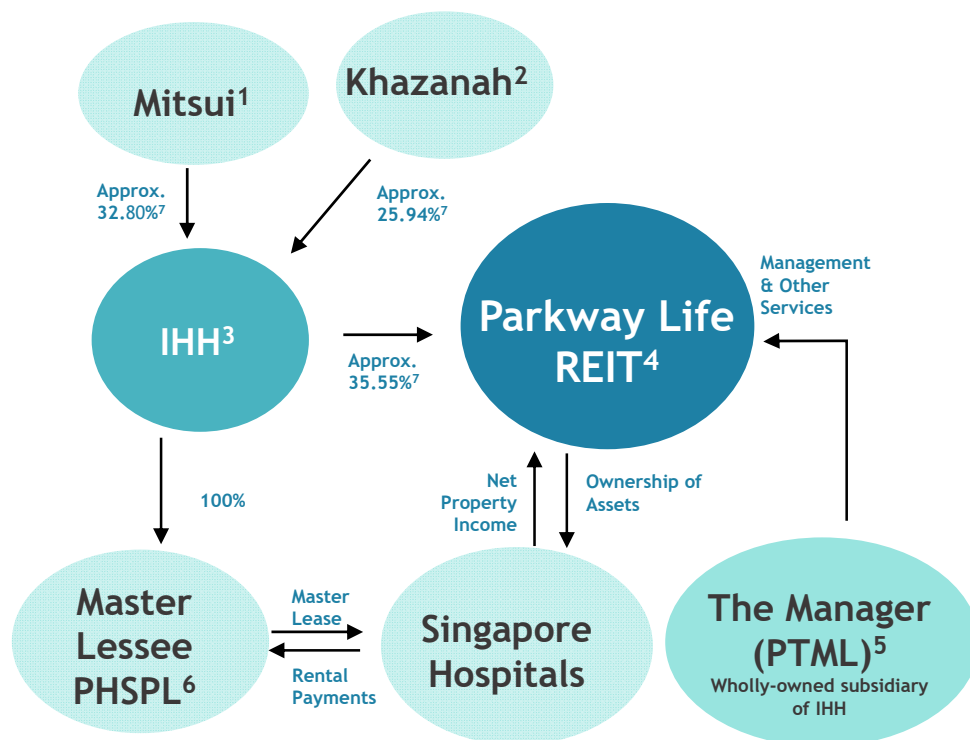 Mitsui1
Khazanah2
Approx.
32.80%7
Approx.
25.94%7
IHH3
Approx.
35.55%7
Parkway Life
REIT4
Management
& Other
Services
100%
Net
Property
Income
Ownership of
Assets
Master
Lessee
PHSPL6
Master
Lease
Rental
Payments
Singapore
Hospitals
The Manager
(PTML)5
Wholly-owned subsidiary
of IHH